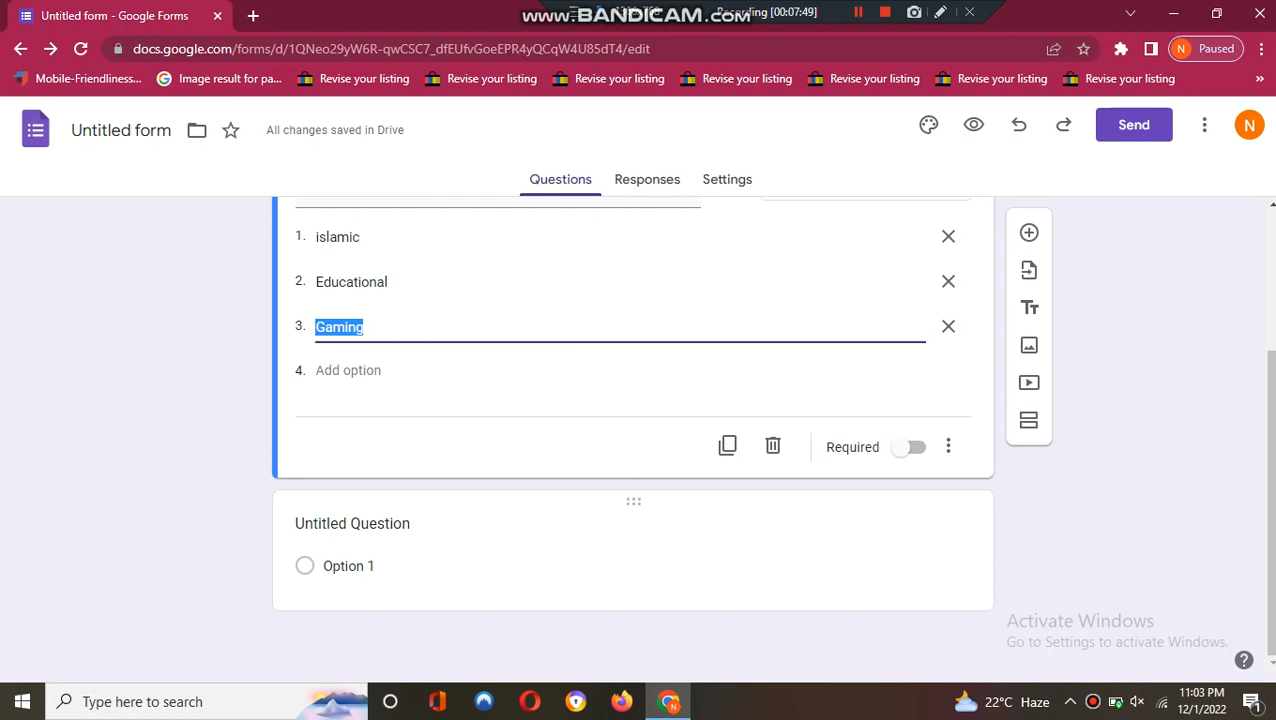 Untitled form - Google Forms
www.BANDICAM.com
Recording [00:07:49]
docs.google.com/forms/d/1QNeo29yW6R-qwCSC7_dfEUfvGoeEPR4yQCqW4U85dT4/edit
N Paused
Mobile-Friendliness... Image result for pa... Revise your listing Revise your listing Revise your listing Revise your listing Revise your listing Revise your listing Revise your listing »
Untitled form All changes saved in Drive Send N
Questions Responses Settings
1. islamic
2. Educational
3. Gaming
4. Add option
Required
Untitled Question
Option 1
Activate Windows
Go to Settings to activate Windows.
Type here to search
22°C Haze
11:03 PM
12/1/2022
1